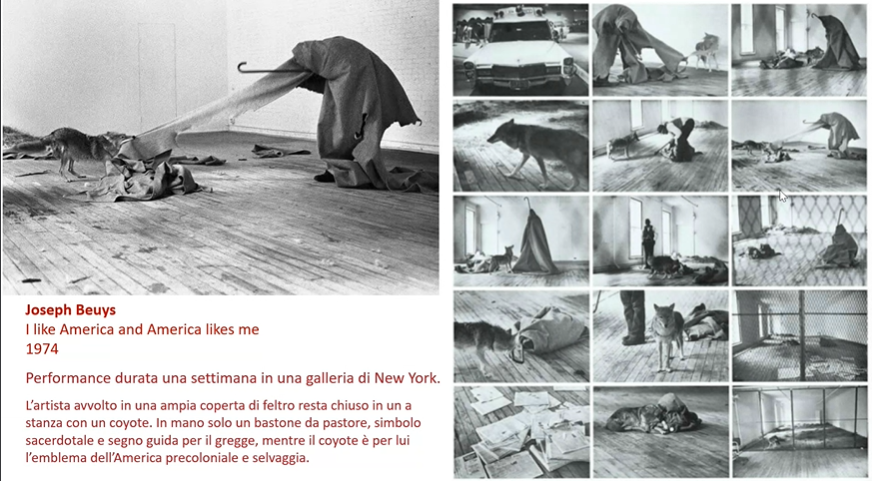 Joseph Beuys
I like America and America likes me
1974
Performance durata una settimana in una galleria di New York.
L'artista avvolto in una ampia coperta di feltro resta chiuso in un a
stanza con un coyote. In mano solo un bastone da pastore, simbolo
sacerdotale e segno guida per il gregge, mentre il coyote è per lui
l'emblema dell'America precoloniale e selvaggia.